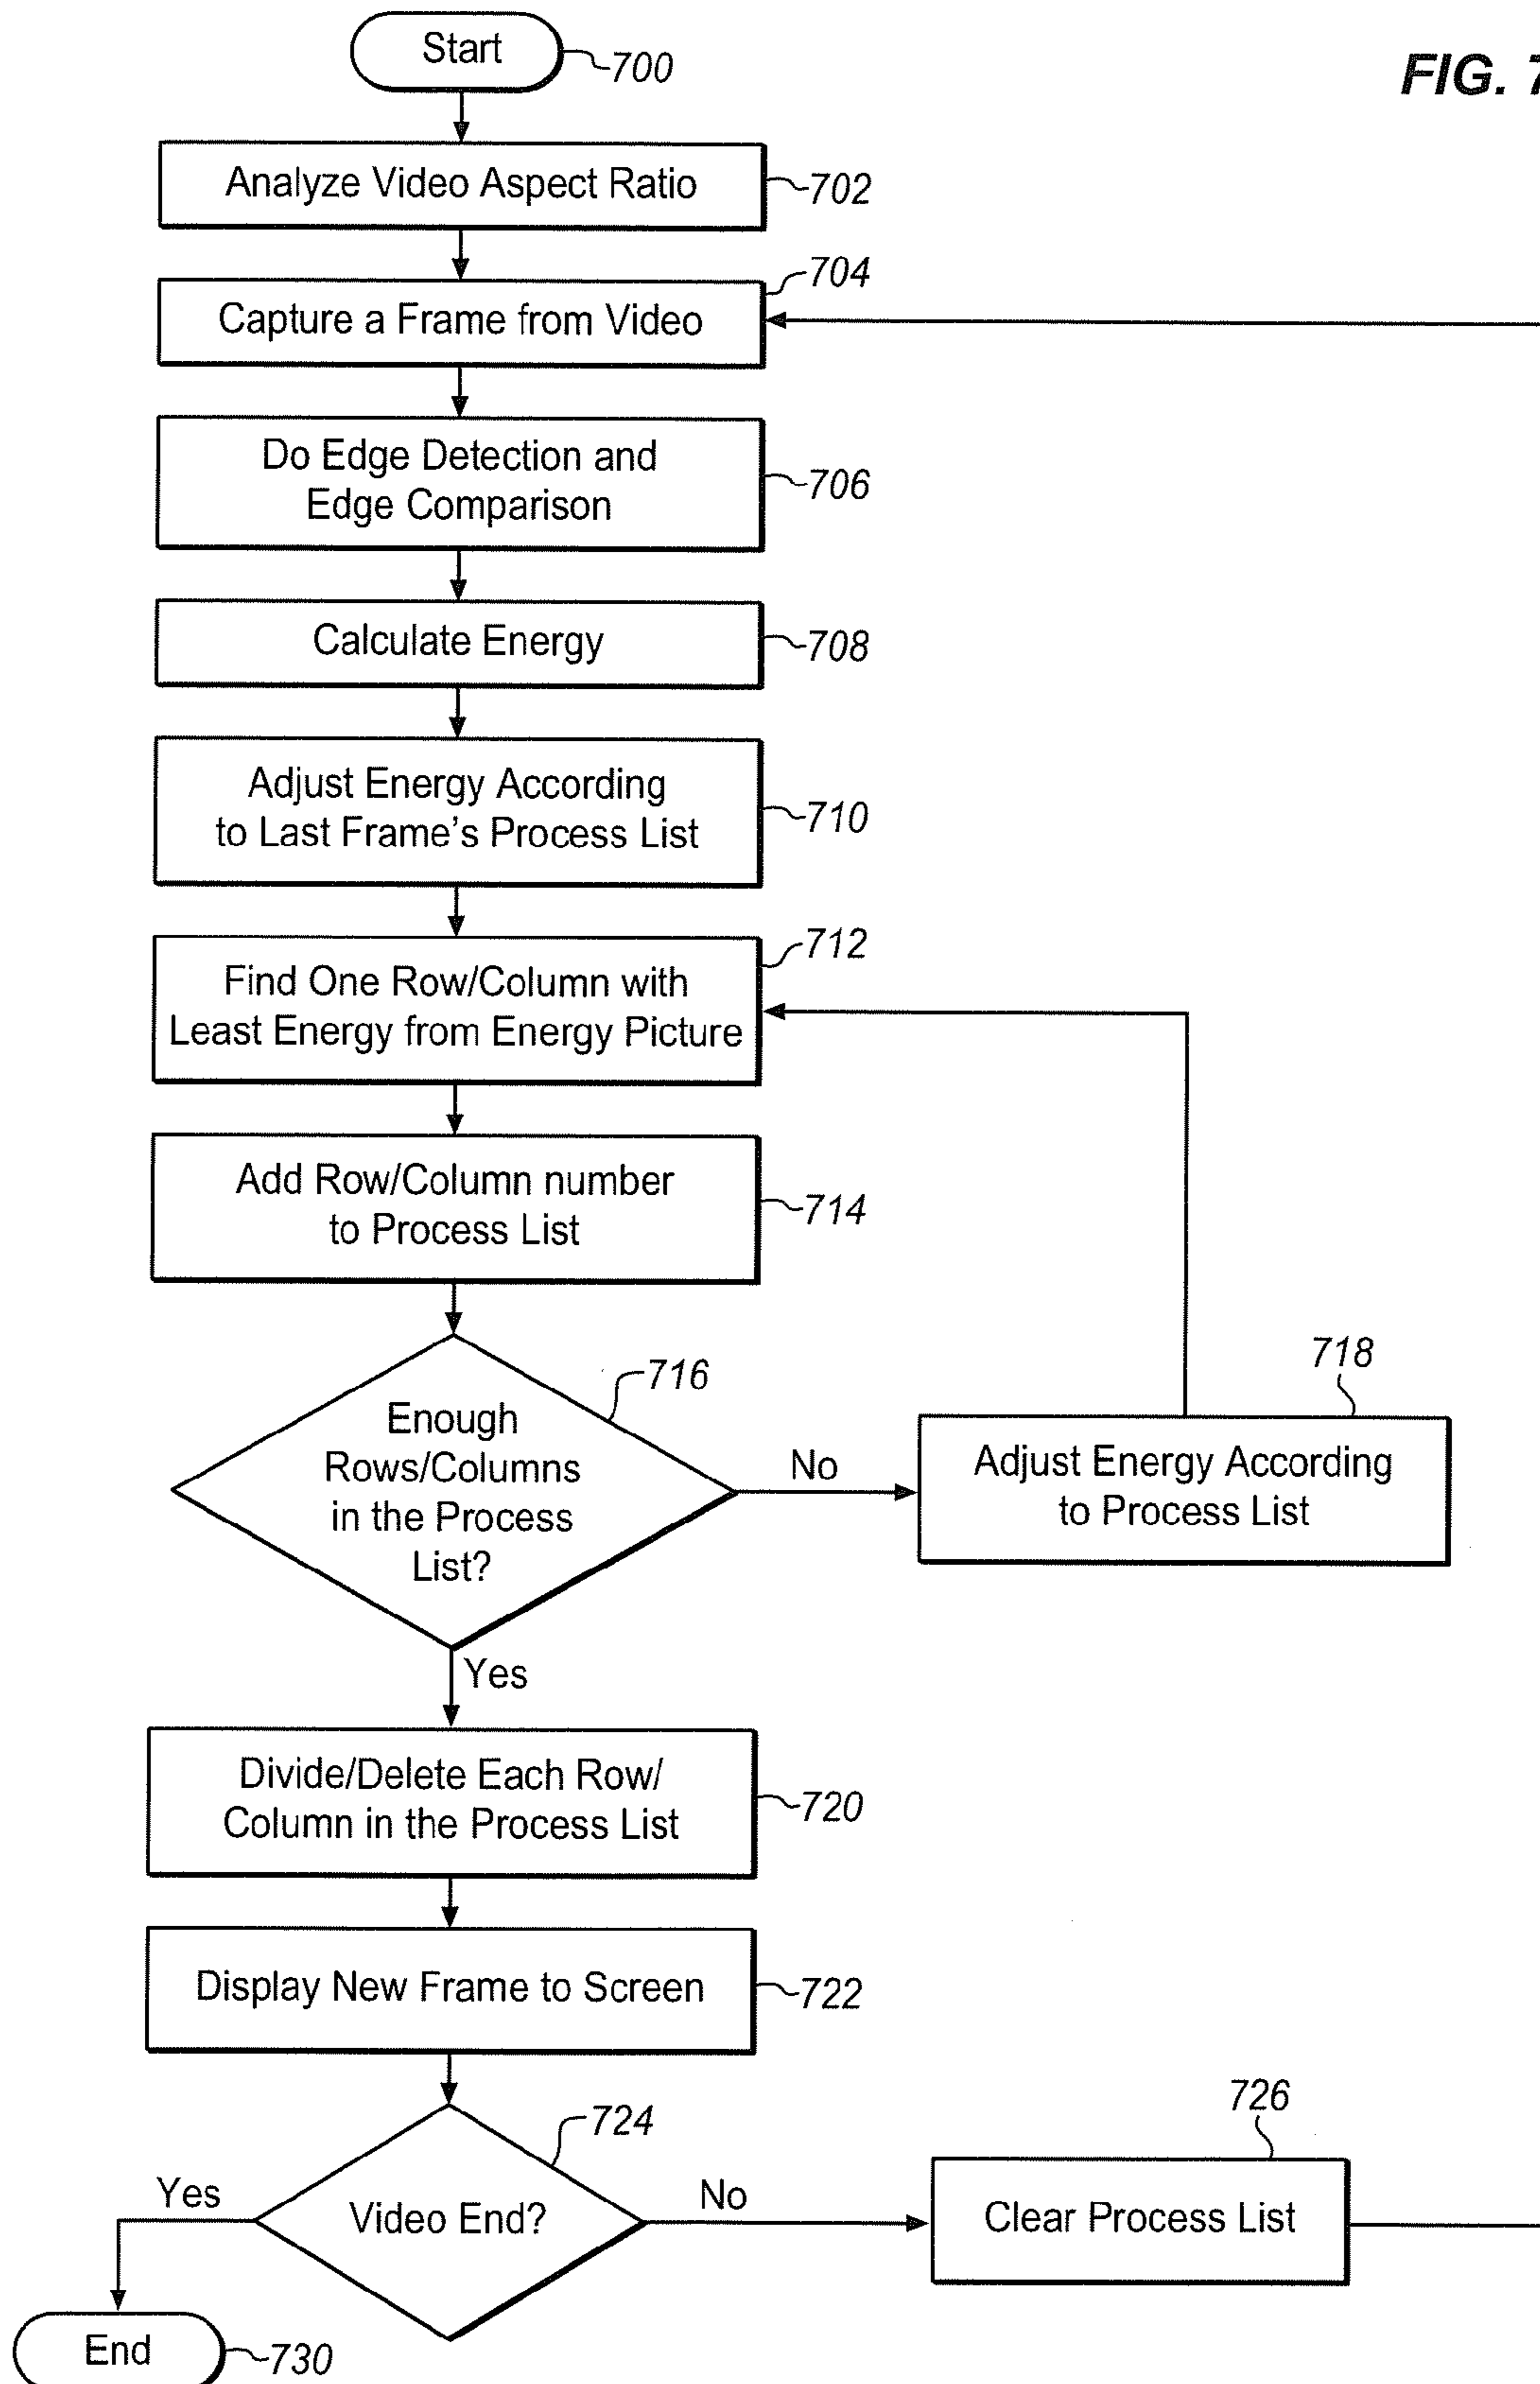 Start
700
FIG. 7
Analyze Video Aspect Ratio
702
704
Capture a Frame from Video
Do Edge Detection and
Edge Comparison
706
Calculate Energy
708
Adjust Energy According
to Last Frame's Process List
710
712
Find One Row/Column with
Least Energy from Energy Picture
Add Row/Column number
to Process List
714
716
Enough
Rows/Columns
in the Process
List?
No
718
Adjust Energy According
to Process List
Yes
Divide/Delete Each Row/
Column in the Process List
720
Display New Frame to Screen
722
724
Video End?
Yes
No
726
Clear Process List
End
730